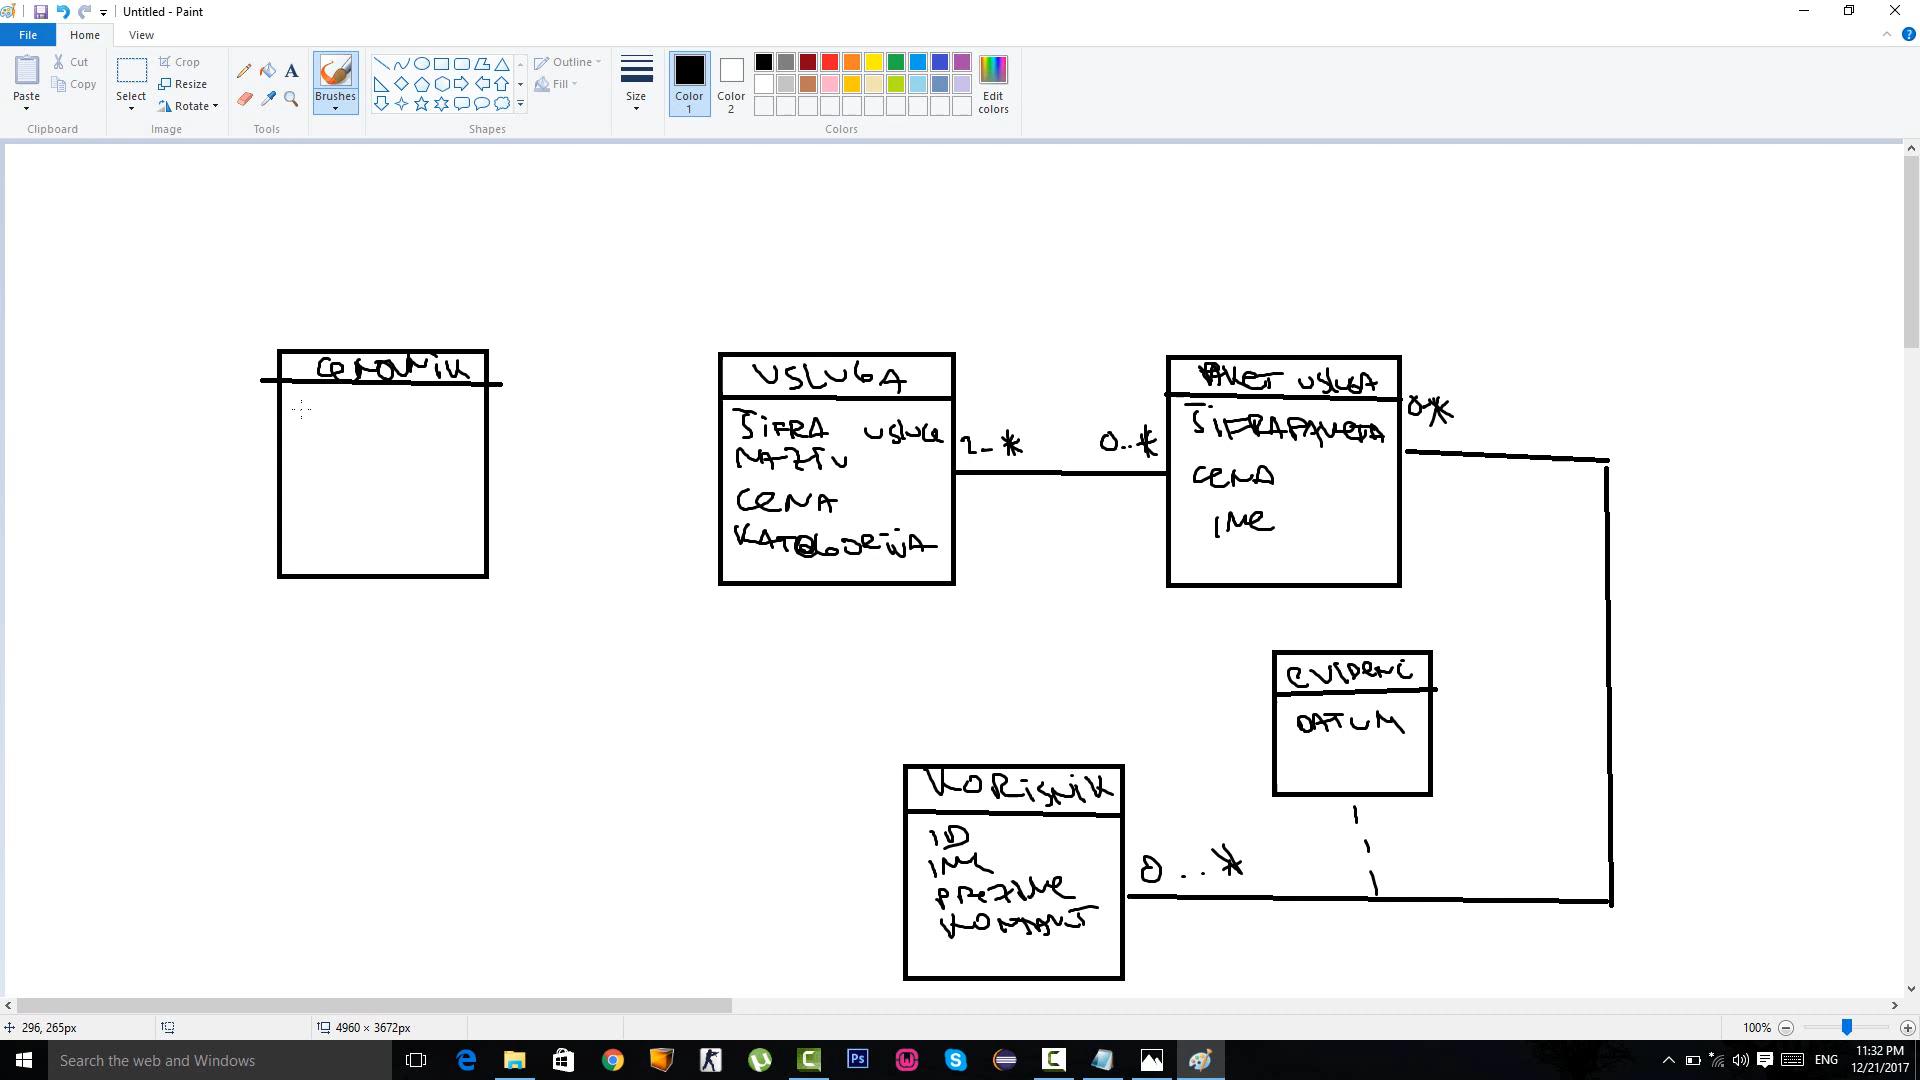 Untitled - Paint
File
Home
View
Paste
Cut
Copy
Clipboard
Select
Crop
Resize
Rotate
Image
Tools
Brushes
Shapes
Outline
Fill
Size
Color 1
Color 2
Edit colors
Colors
CENOVNIK
USLUGA
ŠIFRA USLUGE
NAZIV
CENA
KATEGORIJA
1..*
0..*
PAKET USLUGA
ŠIFRAPAKETA
CENA
IME
0..*
EVIDENC
DATUM
KORISNIK
ID
IME
PREZIME
KONTAKT
0..*
296, 265px
4960 × 3672px
100%
Search the web and Windows
Ps
ENG
11:32 PM
12/21/2017